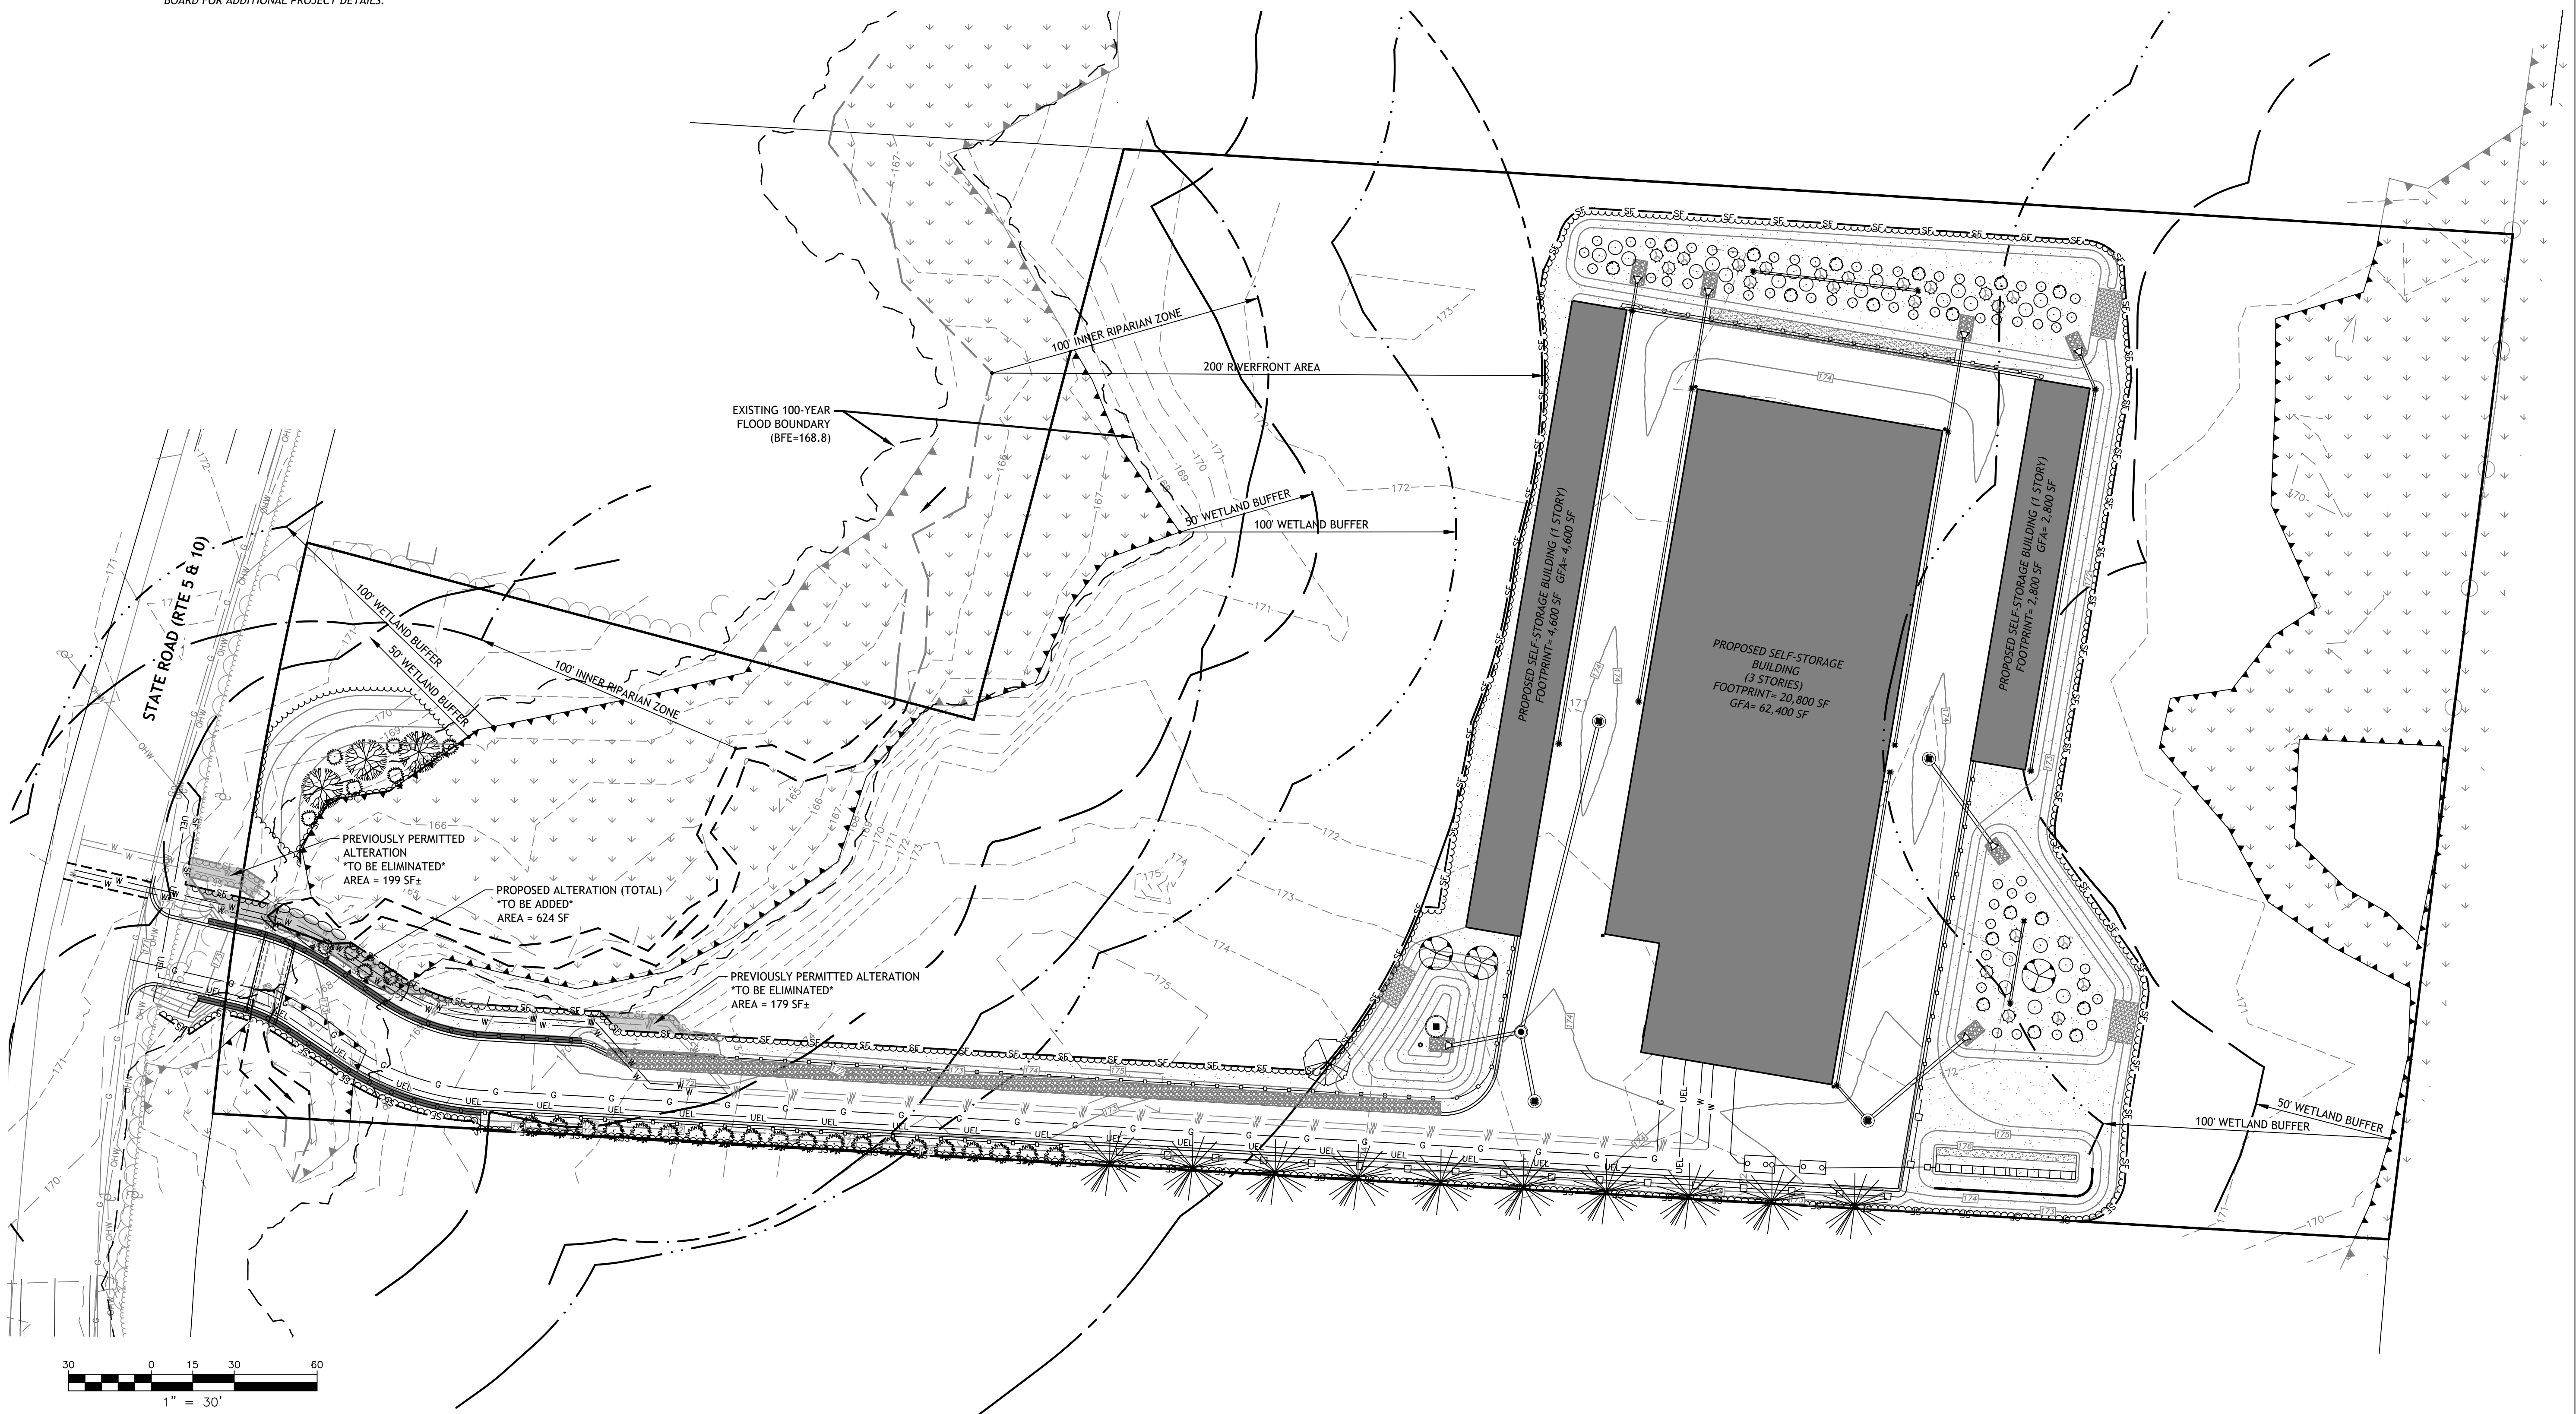 BOARD FOR ADDITIONAL PROJECT DETAILS.
100' INNER RIPARIAN ZONE
200' RIVERFRONT AREA
EXISTING 100-YEAR
FLOOD BOUNDARY
(BFE=168.8)
50' WETLAND BUFFER
100' WETLAND BUFFER
STATE ROAD (RTE 5 & 10)
100' WETLAND BUFFER
50' WETLAND BUFFER
100' INNER RIPARIAN ZONE
PROPOSED SELF-STORAGE BUILDING (1 STORY)
FOOTPRINT= 4,600 SF GFA= 4,600 SF
PROPOSED SELF-STORAGE
BUILDING
(3 STORIES)
FOOTPRINT= 20,800 SF
GFA= 62,400 SF
PROPOSED SELF-STORAGE BUILDING (1 STORY)
FOOTPRINT= 2,800 SF GFA= 2,800 SF
PREVIOUSLY PERMITTED
ALTERATION
*TO BE ELIMINATED*
AREA = 199 SF±
PROPOSED ALTERATION (TOTAL)
*TO BE ADDED*
AREA = 624 SF
PREVIOUSLY PERMITTED ALTERATION
*TO BE ELIMINATED*
AREA = 179 SF±
50' WETLAND BUFFER
100' WETLAND BUFFER
30 0 15 30 60
1" = 30'